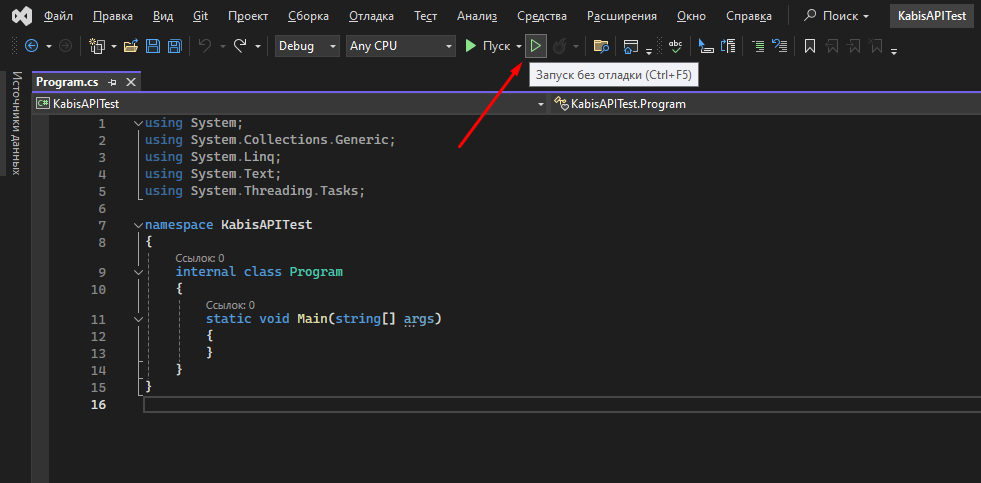 Файл Правка Вид Git Проект Сборка Отладка Тест Анализ Средства Расширения Окно Справка Поиск KabisAPITest
Debug Any CPU Пуск abc
Запуск без отладки (Ctrl+F5)
Источники данных
Program.cs
C# KabisAPITest KabisAPITest.Program
1 using System;
2 using System.Collections.Generic;
3 using System.Linq;
4 using System.Text;
5 using System.Threading.Tasks;
6
7 namespace KabisAPITest
8 {
Ссылок: 0
9 internal class Program
10 {
Ссылок: 0
11 static void Main(string[] args)
12 {
13 }
14 }
15 }
16